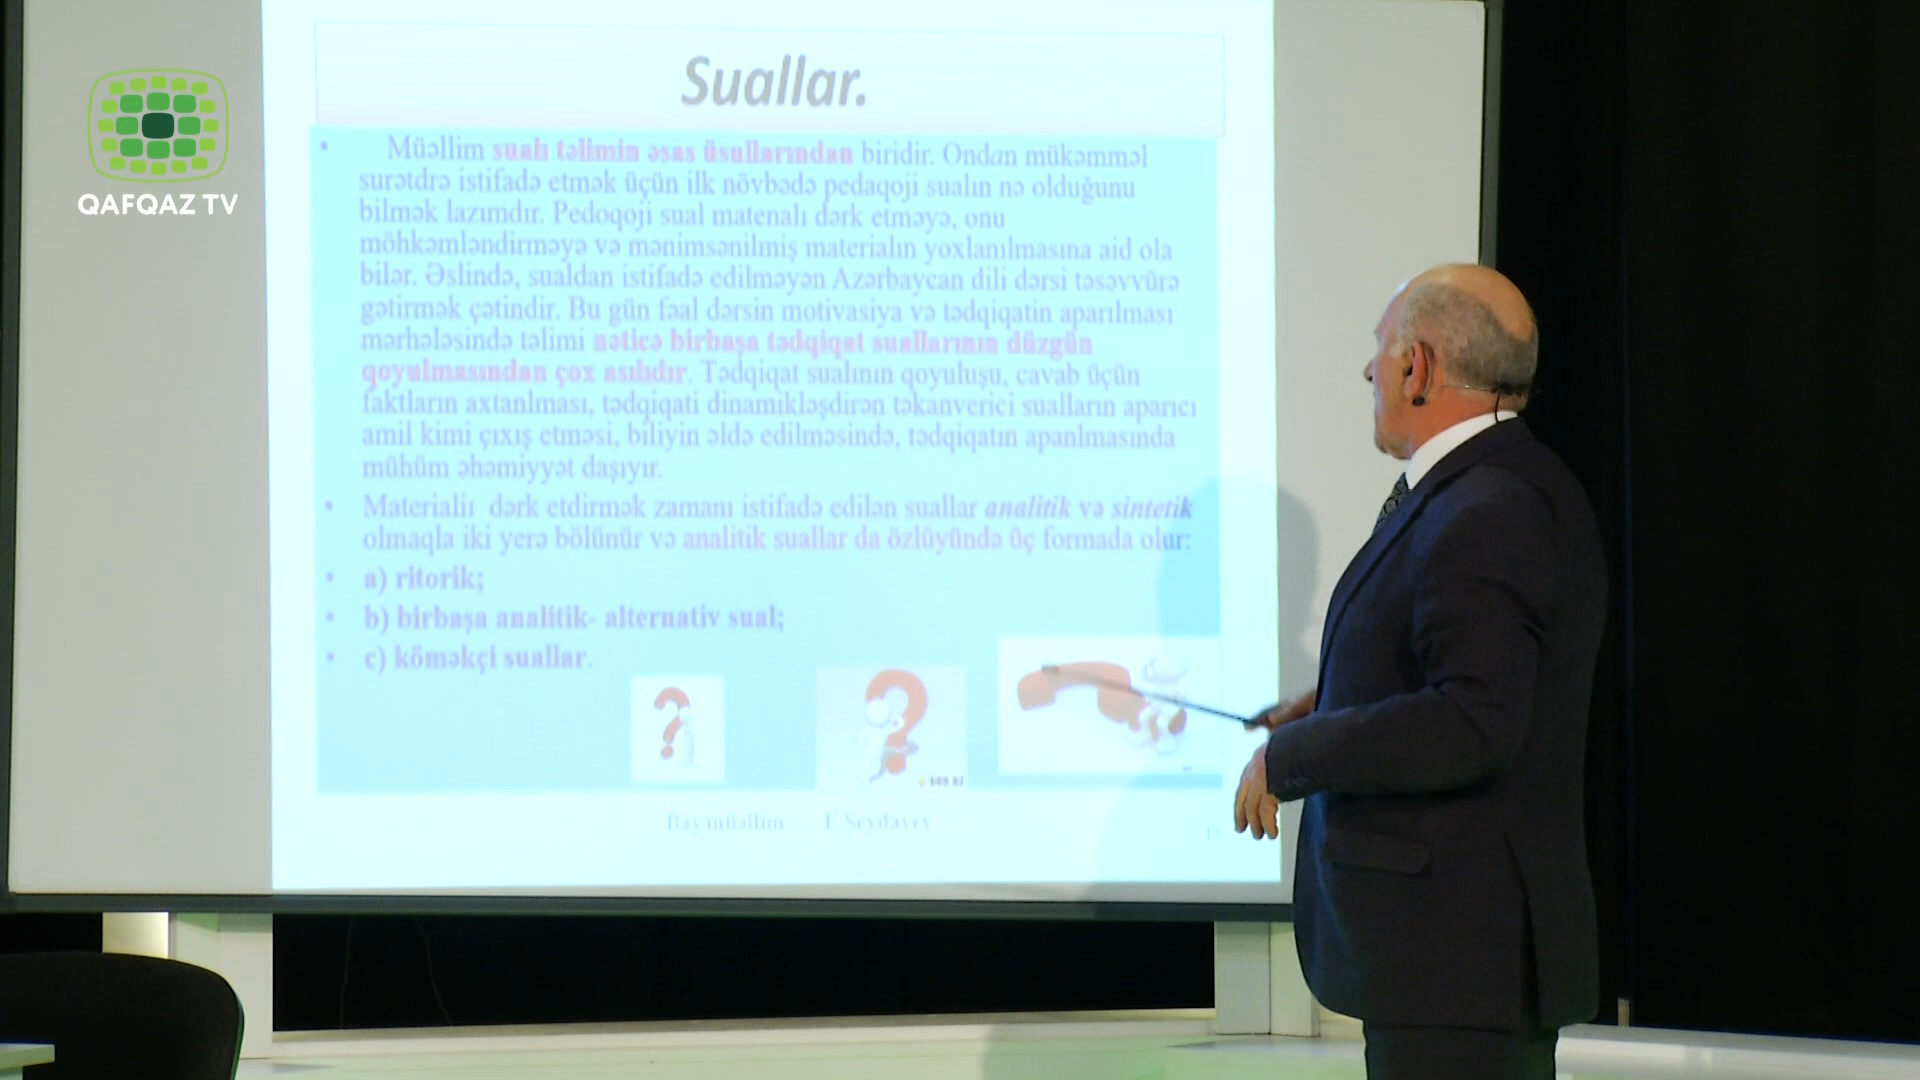 QAFQAZ TV
Suallar.
• Müəllim sualı təlimin əsas üsullarından biridir. Ondan mükəmməl
surətdrə istifadə etmək üçün ilk növbədə pedaqoji sualın nə olduğunu
bilmək lazımdır. Pedoqoji sual matenalı dərk etməyə, onu
möhkəmləndirməyə və mənimsənilmiş materialın yoxlanılmasına aid ola
bilər. Əslində, sualdan istifadə edilməyən Azərbaycan dili dərsi təsəvvürə
gətirmək çətindir. Bu gün fəal dərsin motivasiya və tədqiqatin aparılması
mərhələsində təlimi nəticə birbaşa tədqiqat suallarının düzgün
qoyulmasından çox asılıdır. Tədqiqat sualının qoyuluşu, cavab üçün
faktların axtanlması, tədqiqati dinamikləşdirən təkanverici sualların aparıcı
amil kimi çıxış etməsi, biliyin əldə edilməsində, tədqiqatın apanlmasında
mühüm əhəmiyyət daşıyır.
• Materialiı dərk etdirmək zamanı istifadə edilən suallar analitik və sintetik
olmaqla iki yerə bölünür və analitik suallar da özlüyündə üç formada olur:
• a) ritorik;
• b) birbaşa analitik- alternativ sual;
• c) köməkçi suallar.
Baş müəllim